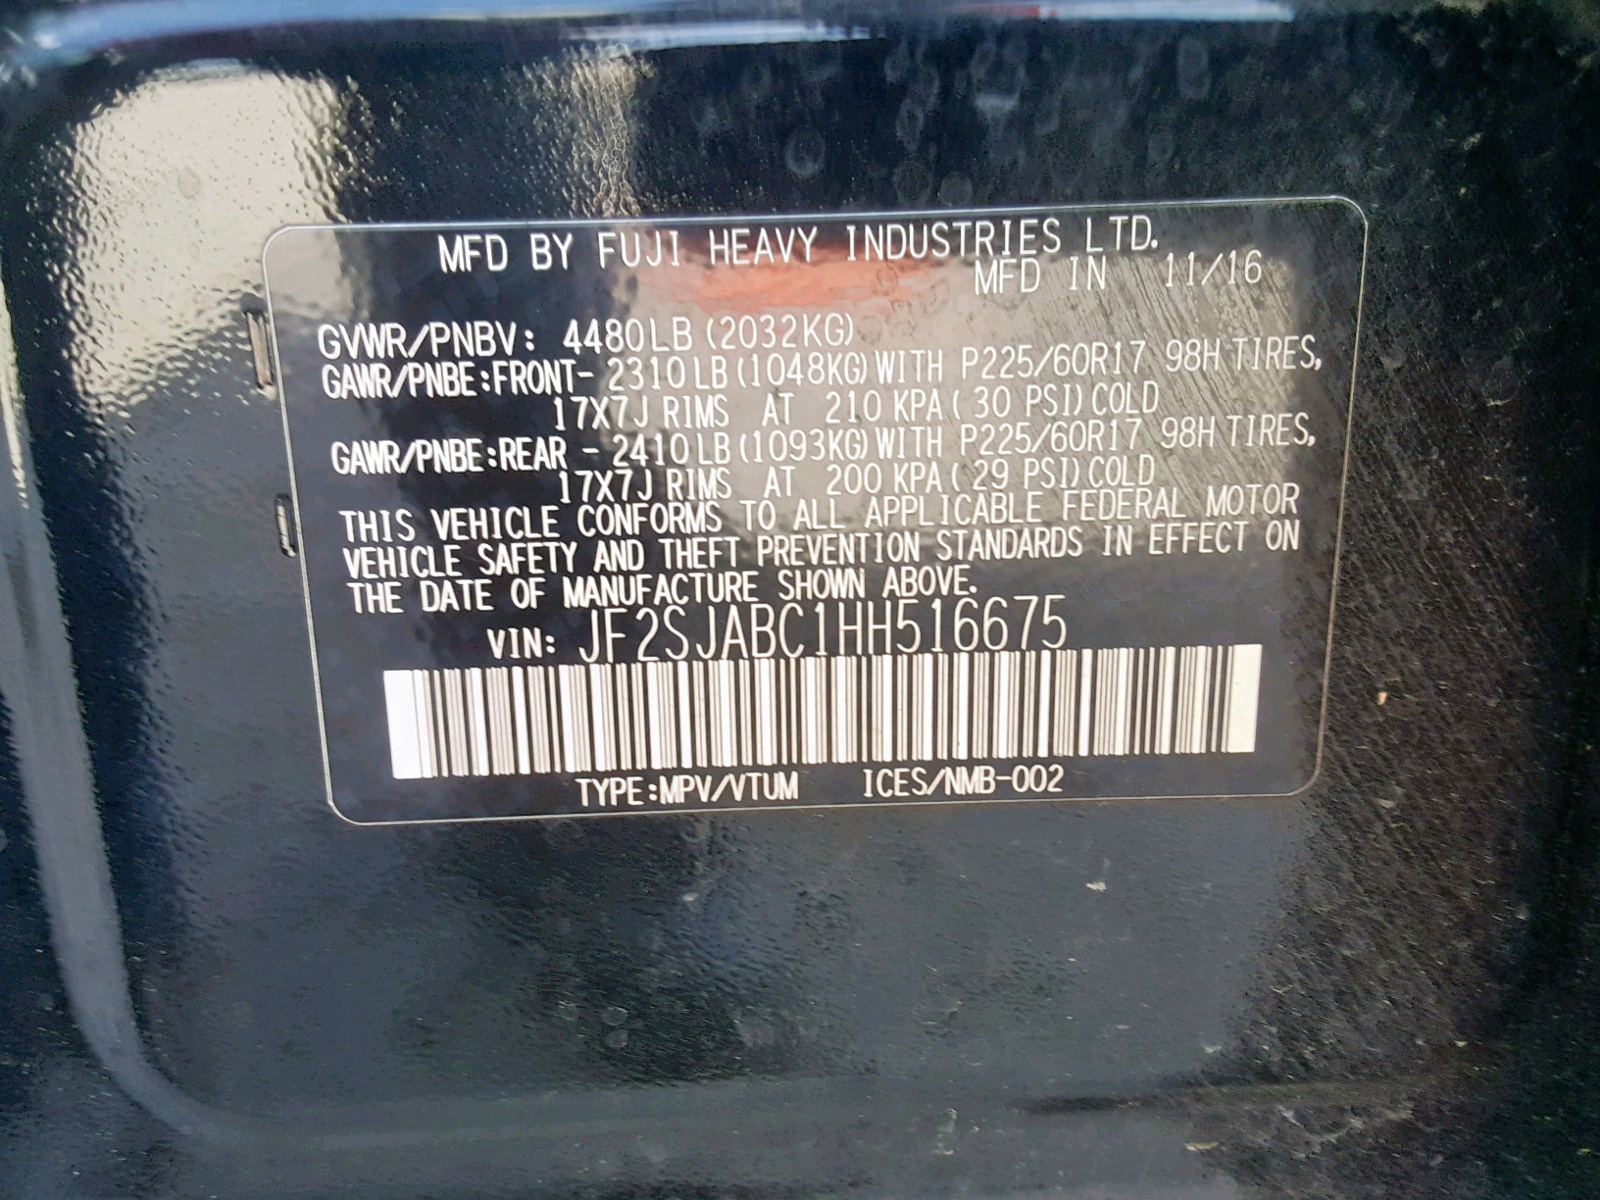 MFD BY FUJI HEAVY INDUSTRIES LTD.
MFD IN 11/16
GVWR/PNBV: 4480LB (2032KG)
GAWR/PNBE:FRONT- 2310LB(1048KG)WITH P225/60R17 98H TIRES,
17X7J RIMS AT 210 KPA( 30 PSI)COLD
GAWR/PNBE:REAR - 2410LB(1093KG)WITH P225/60R17 98H TIRES,
17X7J RIMS AT 200 KPA( 29 PSI)COLD
THIS VEHICLE CONFORMS TO ALL APPLICABLE FEDERAL MOTOR
VEHICLE SAFETY AND THEFT PREVENTION STANDARDS IN EFFECT ON
THE DATE OF MANUFACTURE SHOWN ABOVE.
VIN: JF2SJABC1HH516675
TYPE:MPV/VTUM ICES/NMB-002